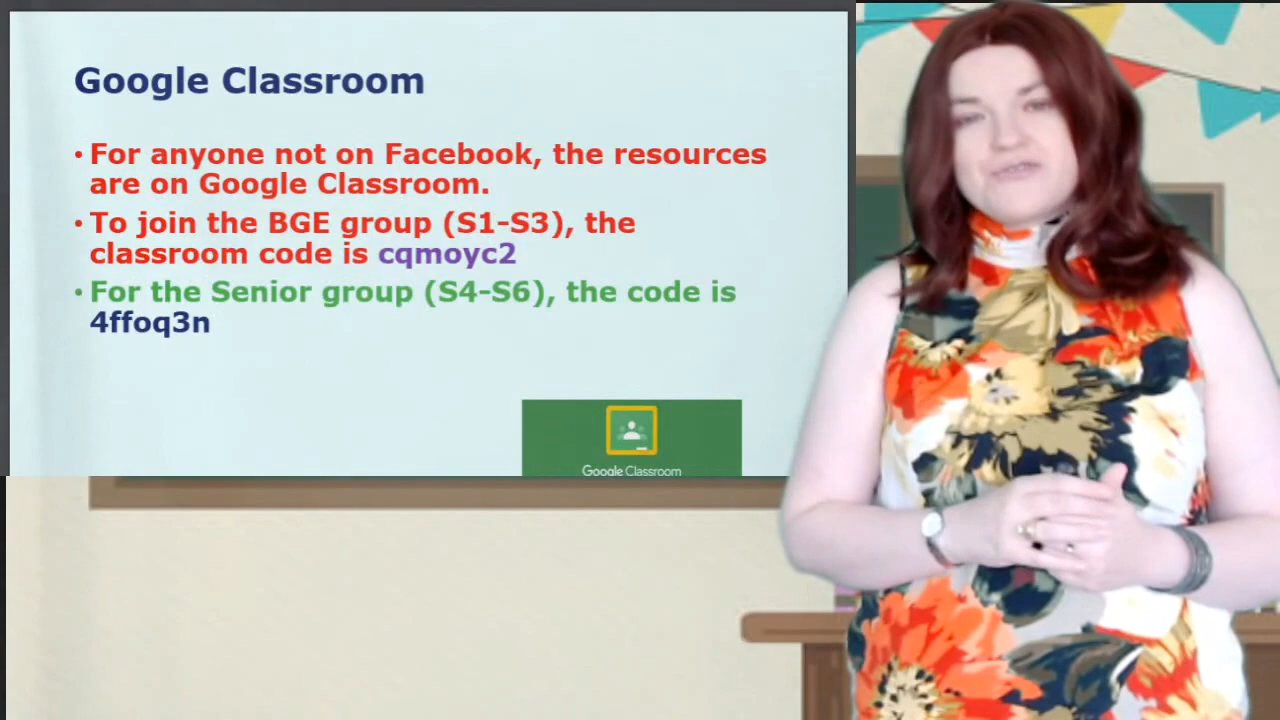 Google Classroom
• For anyone not on Facebook, the resources
are on Google Classroom.
• To join the BGE group (S1-S3), the
classroom code is cqmoyc2
• For the Senior group (S4-S6), the code is
4ffoq3n
Google Classroom